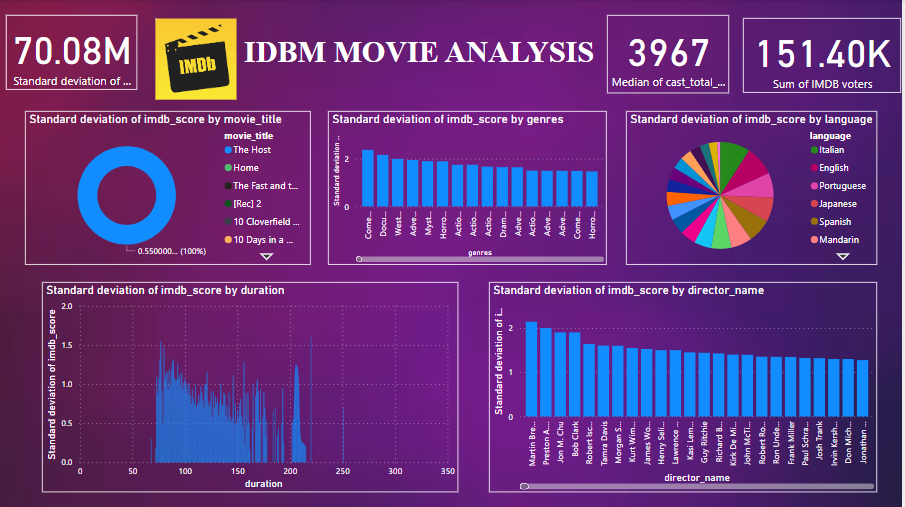 70.08M
Standard deviation of ...
IMDb
IDBM MOVIE ANALYSIS
3967
Median of cast_total_...
151.40K
Sum of IMDB voters
Standard deviation of imdb_score by movie_title
movie_title
The Host
Home
The Fast and t...
[Rec] 2
10 Cloverfield ...
10 Days in a ...
0.550000... (100%)
Standard deviation of imdb_score by genres
Standard deviation ...
2
0
Come...
Docu...
West...
Adve...
Myst...
Horro...
Actio...
Actio...
Actio...
Dram...
Adve...
Actio...
Adve...
Adve...
Come...
Horro...
genres
Standard deviation of imdb_score by language
language
Italian
English
Portuguese
Japanese
Spanish
Mandarin
Standard deviation of imdb_score by duration
Standard deviation of imdb_score
2.0
1.5
1.0
0.5
0.0
0
50
100
150
200
250
300
350
duration
Standard deviation of imdb_score by director_name
Standard deviation of i...
2
1
0
Martin Bre...
Preston A...
Jon M. Chu
Bob Clark
Robert Isc...
Tamra Davis
Morgan S...
Kurt Wim...
James Wo...
Henry Seli...
Lawrence ...
Kasi Lem...
Guy Ritchie
Richard B...
Kirk De Mi...
John McTi...
Robert Ro...
Ron Unde...
Frank Miller
Paul Schra...
Josh Trank
Irvin Kersh...
Don Mich...
Jonathan ...
director_name